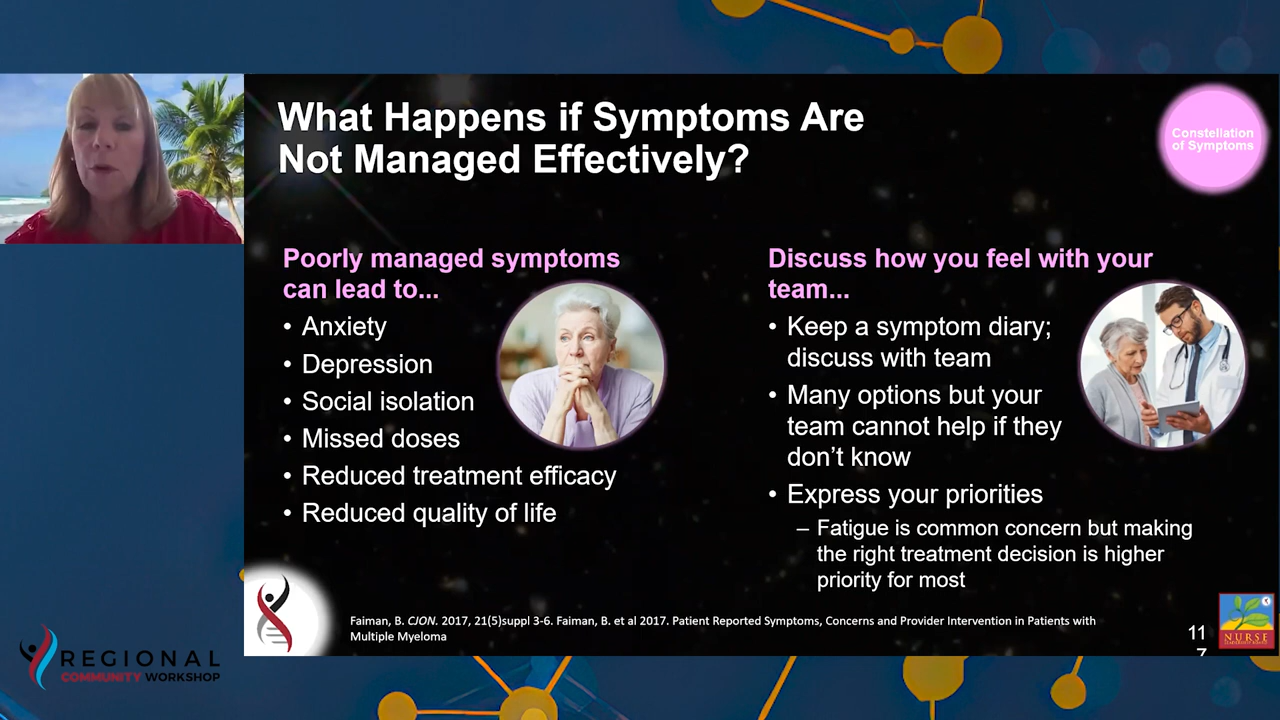 What Happens if Symptoms Are
Not Managed Effectively?
Constellation
of Symptoms
Poorly managed symptoms
can lead to...
• Anxiety
• Depression
• Social isolation
• Missed doses
• Reduced treatment efficacy
• Reduced quality of life
Discuss how you feel with your
team...
• Keep a symptom diary;
discuss with team
• Many options but your
team cannot help if they
don’t know
• Express your priorities
– Fatigue is common concern but making
the right treatment decision is higher
priority for most
Faiman, B. CJON. 2017, 21(5)suppl 3-6. Faiman, B. et al 2017. Patient Reported Symptoms, Concerns and Provider Intervention in Patients with
Multiple Myeloma
11
7
NURSE
LEADERSHIP BOARD
REGIONAL
COMMUNITY WORKSHOP